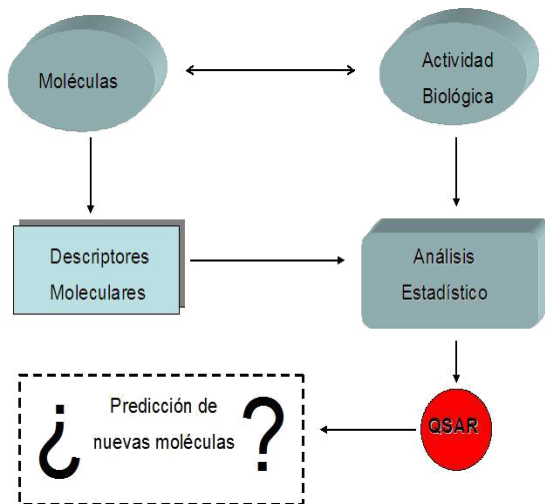 Moléculas
Actividad
Biológica
Descriptores
Moleculares
Análisis
Estadístico
¿ Predicción de
nuevas moléculas ?
QSAR